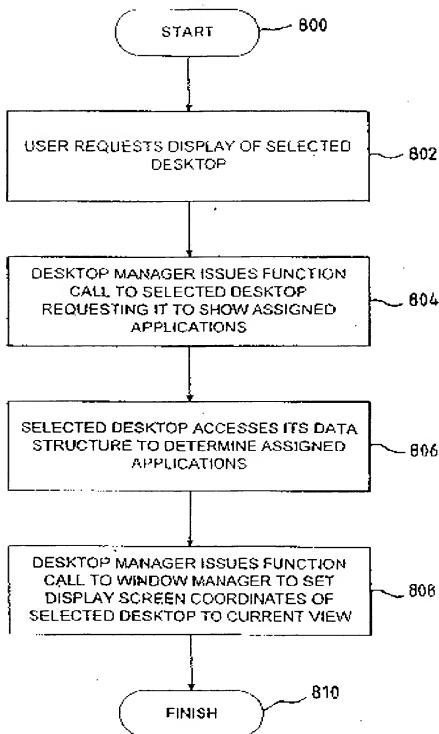 START
800
USER REQUESTS DISPLAY OF SELECTED
DESKTOP
802
DESKTOP MANAGER ISSUES FUNCTION
CALL TO SELECTED DESKTOP
REQUESTING IT TO SHOW ASSIGNED
APPLICATIONS
804
SELECTED DESKTOP ACCESSES ITS DATA
STRUCTURE TO DETERMINE ASSIGNED
APPLICATIONS
806
DESKTOP MANAGER ISSUES FUNCTION
CALL TO WINDOW MANAGER TO SET
DISPLAY SCREEN COORDINATES OF
SELECTED DESKTOP TO CURRENT VIEW
808
810
FINISH